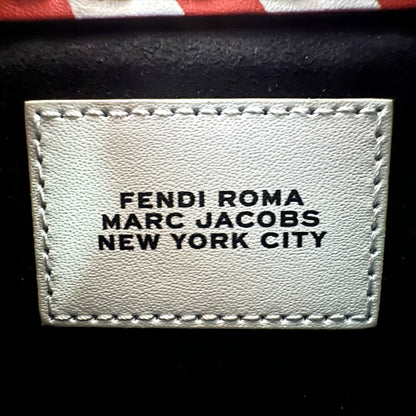 FENDI ROMA
MARC JACOBS
NEW YORK CITY